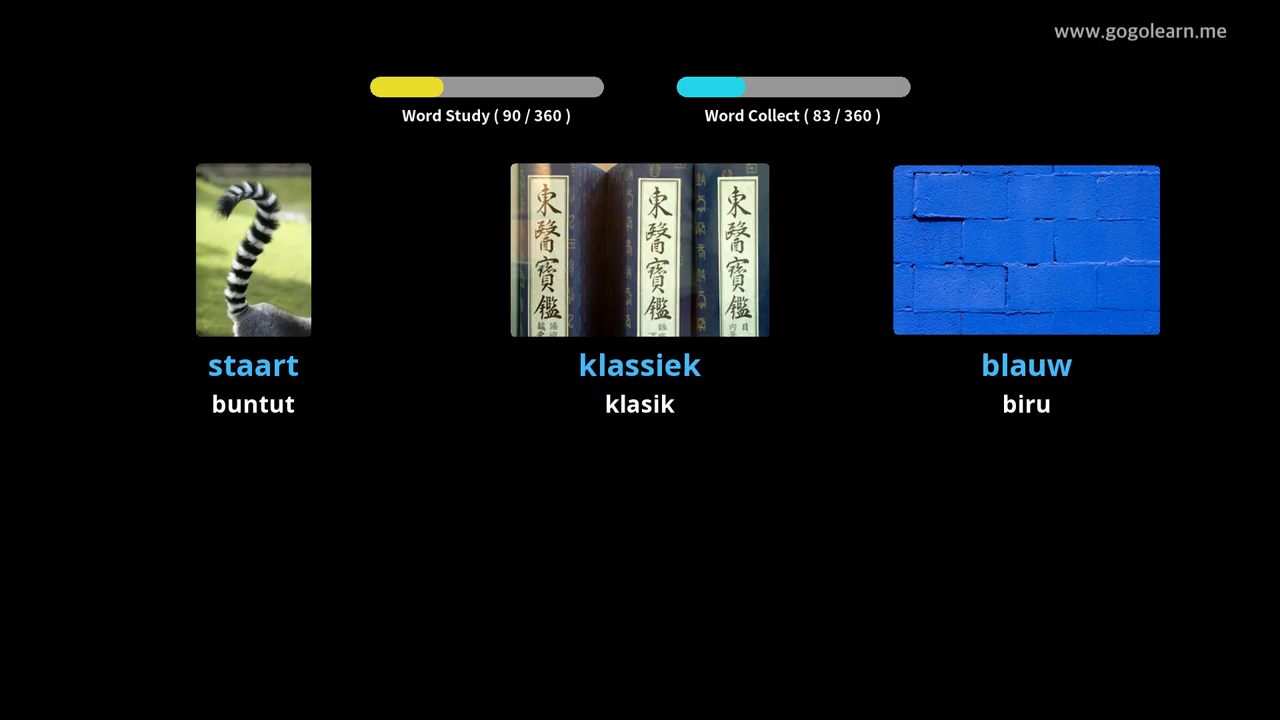 www.gogolearn.me
Word Study ( 90 / 360 )
Word Collect ( 83 / 360 )
東醫寶鑑
東醫寶鑑
東醫寶鑑
staart
klassiek
blauw
buntut
klasik
biru